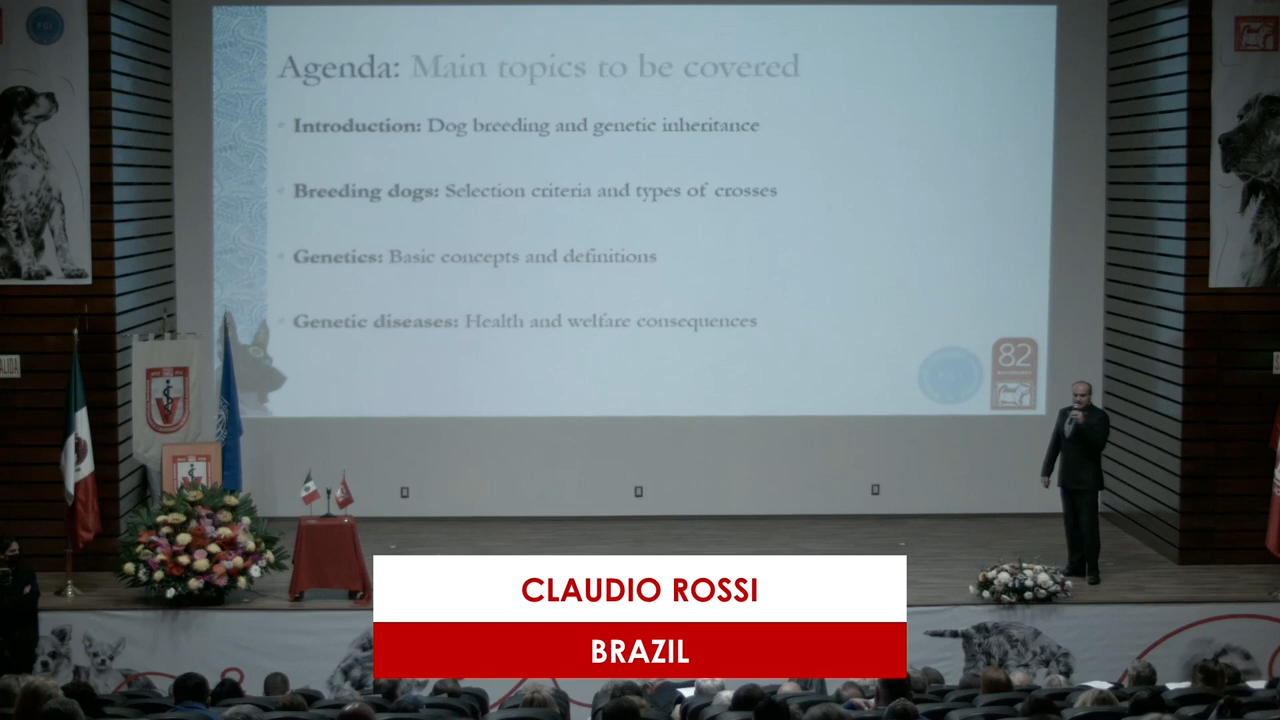 Agenda: Main topics to be covered
Introduction: Dog breeding and genetic inheritance
Breeding dogs: Selection criteria and types of crosses
Genetics: Basic concepts and definitions
Genetic diseases: Health and welfare consequences
82
ALIDA
CLAUDIO ROSSI
BRAZIL